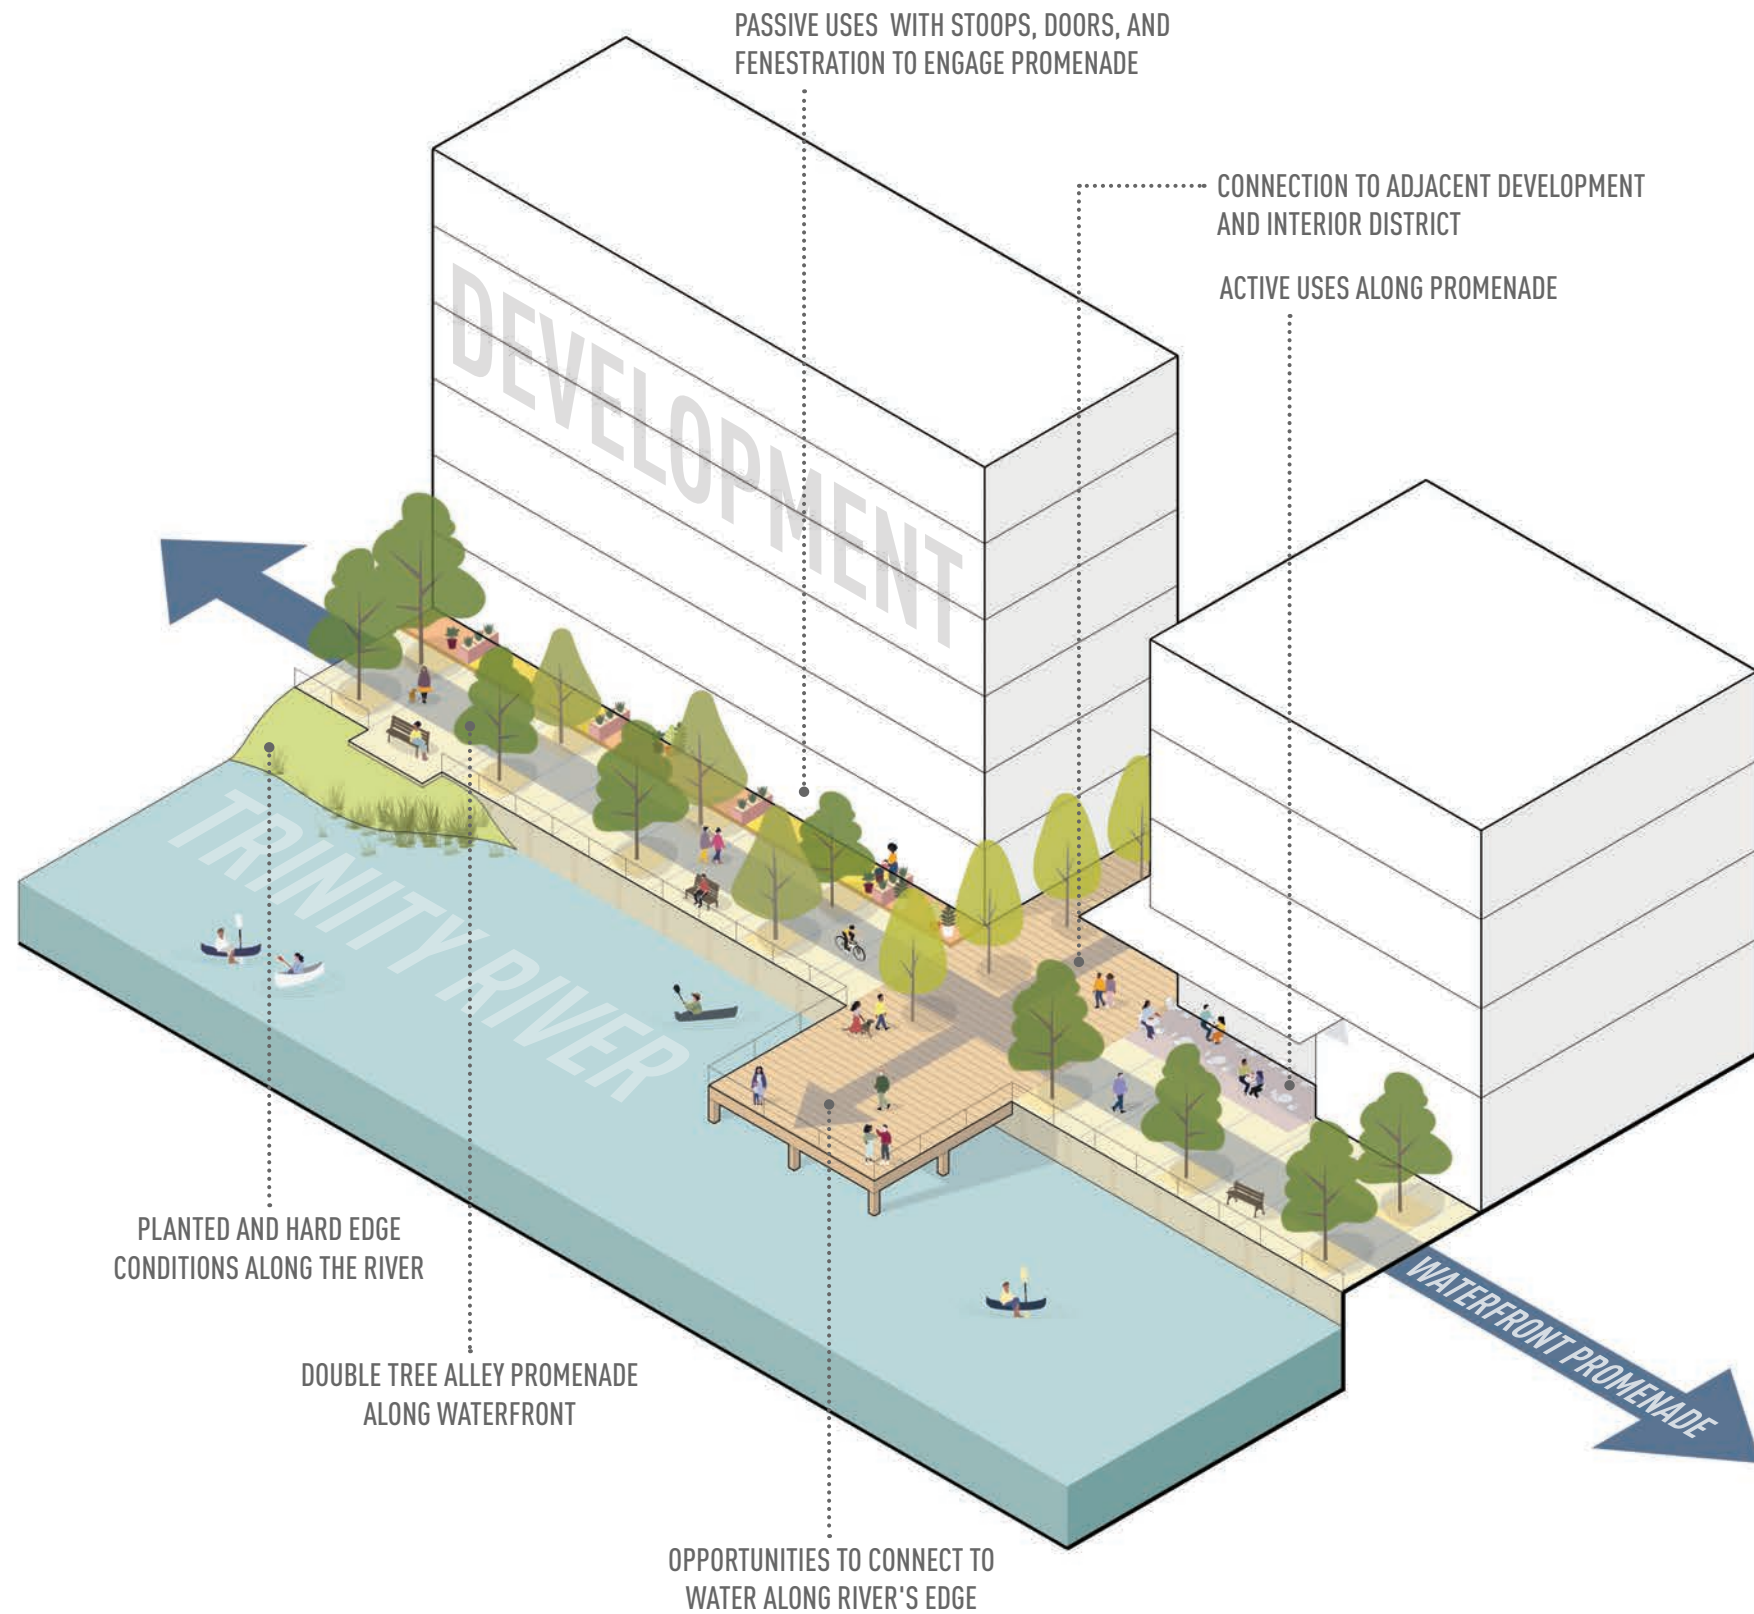 PASSIVE USES WITH STOOPS, DOORS, AND
FENESTRATION TO ENGAGE PROMENADE
CONNECTION TO ADJACENT DEVELOPMENT
AND INTERIOR DISTRICT
ACTIVE USES ALONG PROMENADE
DEVELOPMENT
TRINITY RIVER
PLANTED AND HARD EDGE
CONDITIONS ALONG THE RIVER
WATERFRONT PROMENADE
DOUBLE TREE ALLEY PROMENADE
ALONG WATERFRONT
OPPORTUNITIES TO CONNECT TO
WATER ALONG RIVER'S EDGE